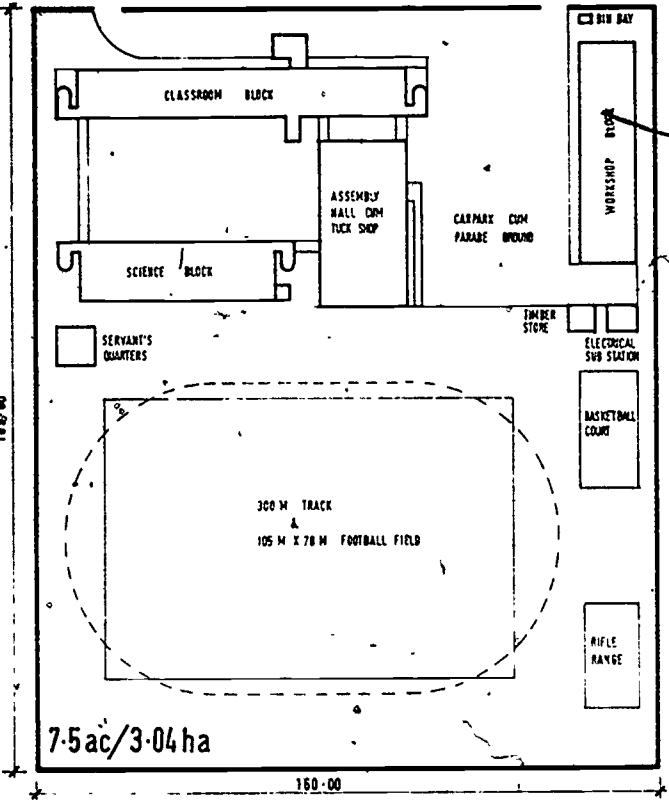 BIN BAY
CLASSROOM BLOCK
WORKSHOP BLOCK
ASSEMBLY
HALL CUM
TUCK SHOP
CARPARK CUM
PARADE GROUND
SCIENCE BLOCK
TIMBER
STORE
ELECTRICAL
SUB STATION
SERVANT'S
QUARTERS
BASKETBALL
COURT
300 M TRACK
&
105 M X 78 M FOOTBALL FIELD
RIFLE
RANGE
7·5ac/3·04ha
160·00